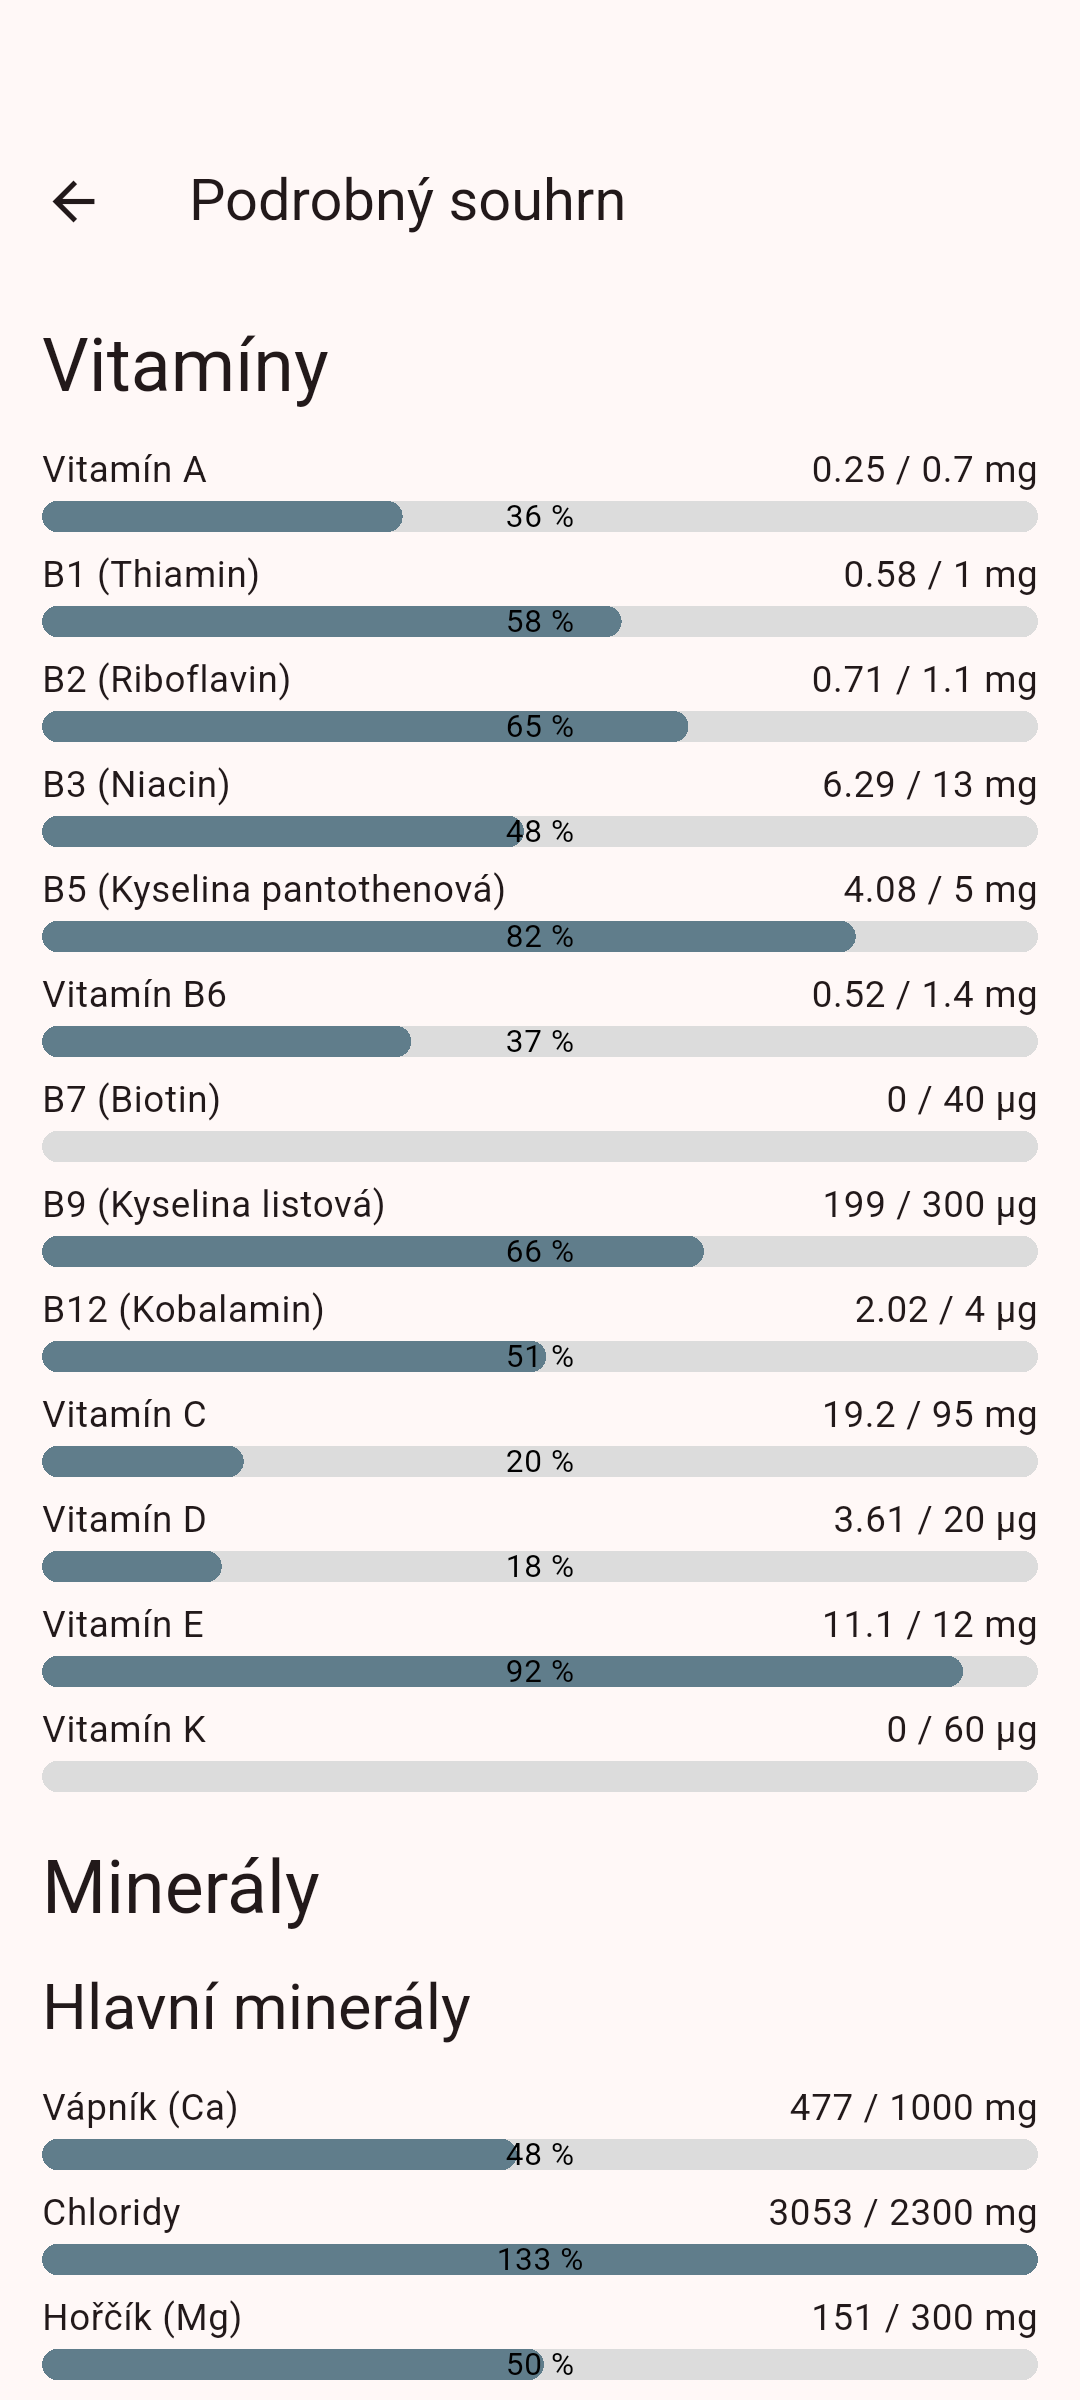 Podrobný souhrn
Vitamíny
Vitamín A 0.25 / 0.7 mg
36 %
B1 (Thiamin) 0.58 / 1 mg
58 %
B2 (Riboflavin) 0.71 / 1.1 mg
65 %
B3 (Niacin) 6.29 / 13 mg
48 %
B5 (Kyselina pantothenová) 4.08 / 5 mg
82 %
Vitamín B6 0.52 / 1.4 mg
37 %
B7 (Biotin) 0 / 40 µg
B9 (Kyselina listová) 199 / 300 µg
66 %
B12 (Kobalamin) 2.02 / 4 µg
51 %
Vitamín C 19.2 / 95 mg
20 %
Vitamín D 3.61 / 20 µg
18 %
Vitamín E 11.1 / 12 mg
92 %
Vitamín K 0 / 60 µg
Minerály
Hlavní minerály
Vápník (Ca) 477 / 1000 mg
48 %
Chloridy 3053 / 2300 mg
133 %
Hořčík (Mg) 151 / 300 mg
50 %